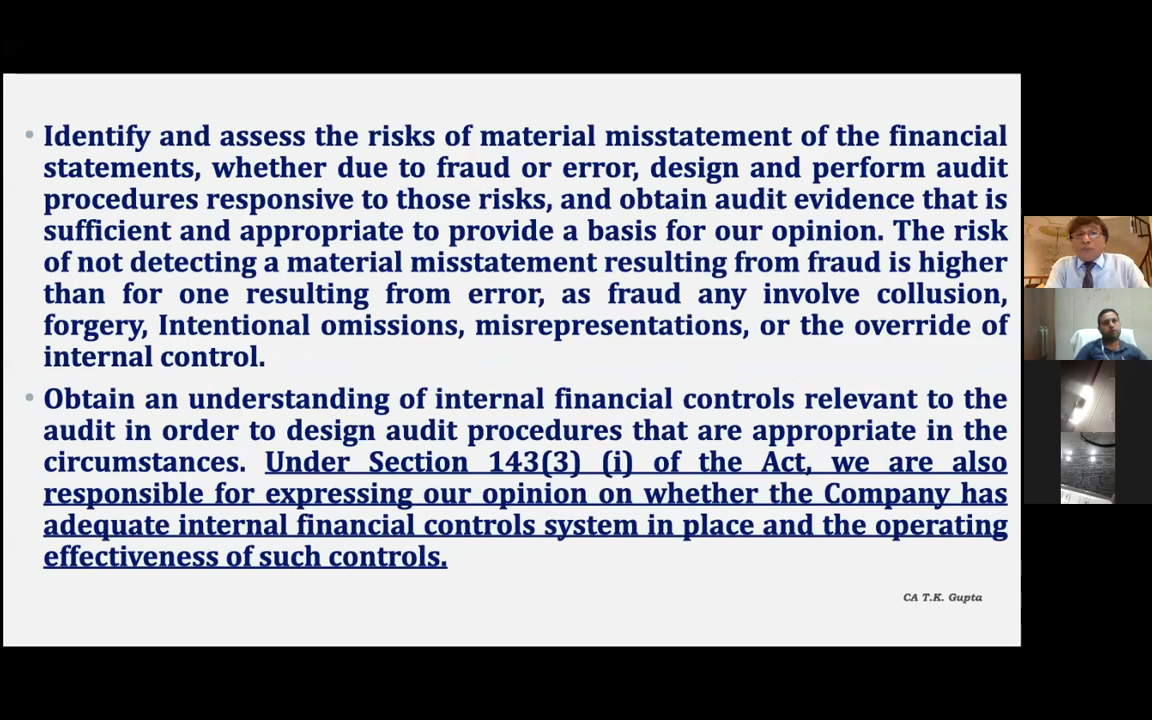 • Identify and assess the risks of material misstatement of the financial
statements, whether due to fraud or error, design and perform audit
procedures responsive to those risks, and obtain audit evidence that is
sufficient and appropriate to provide a basis for our opinion. The risk
of not detecting a material misstatement resulting from fraud is higher
than for one resulting from error, as fraud any involve collusion,
forgery, Intentional omissions, misrepresentations, or the override of
internal control.
• Obtain an understanding of internal financial controls relevant to the
audit in order to design audit procedures that are appropriate in the
circumstances. Under Section 143(3) (i) of the Act, we are also
responsible for expressing our opinion on whether the Company has
adequate internal financial controls system in place and the operating
effectiveness of such controls.
CA T.K. Gupta